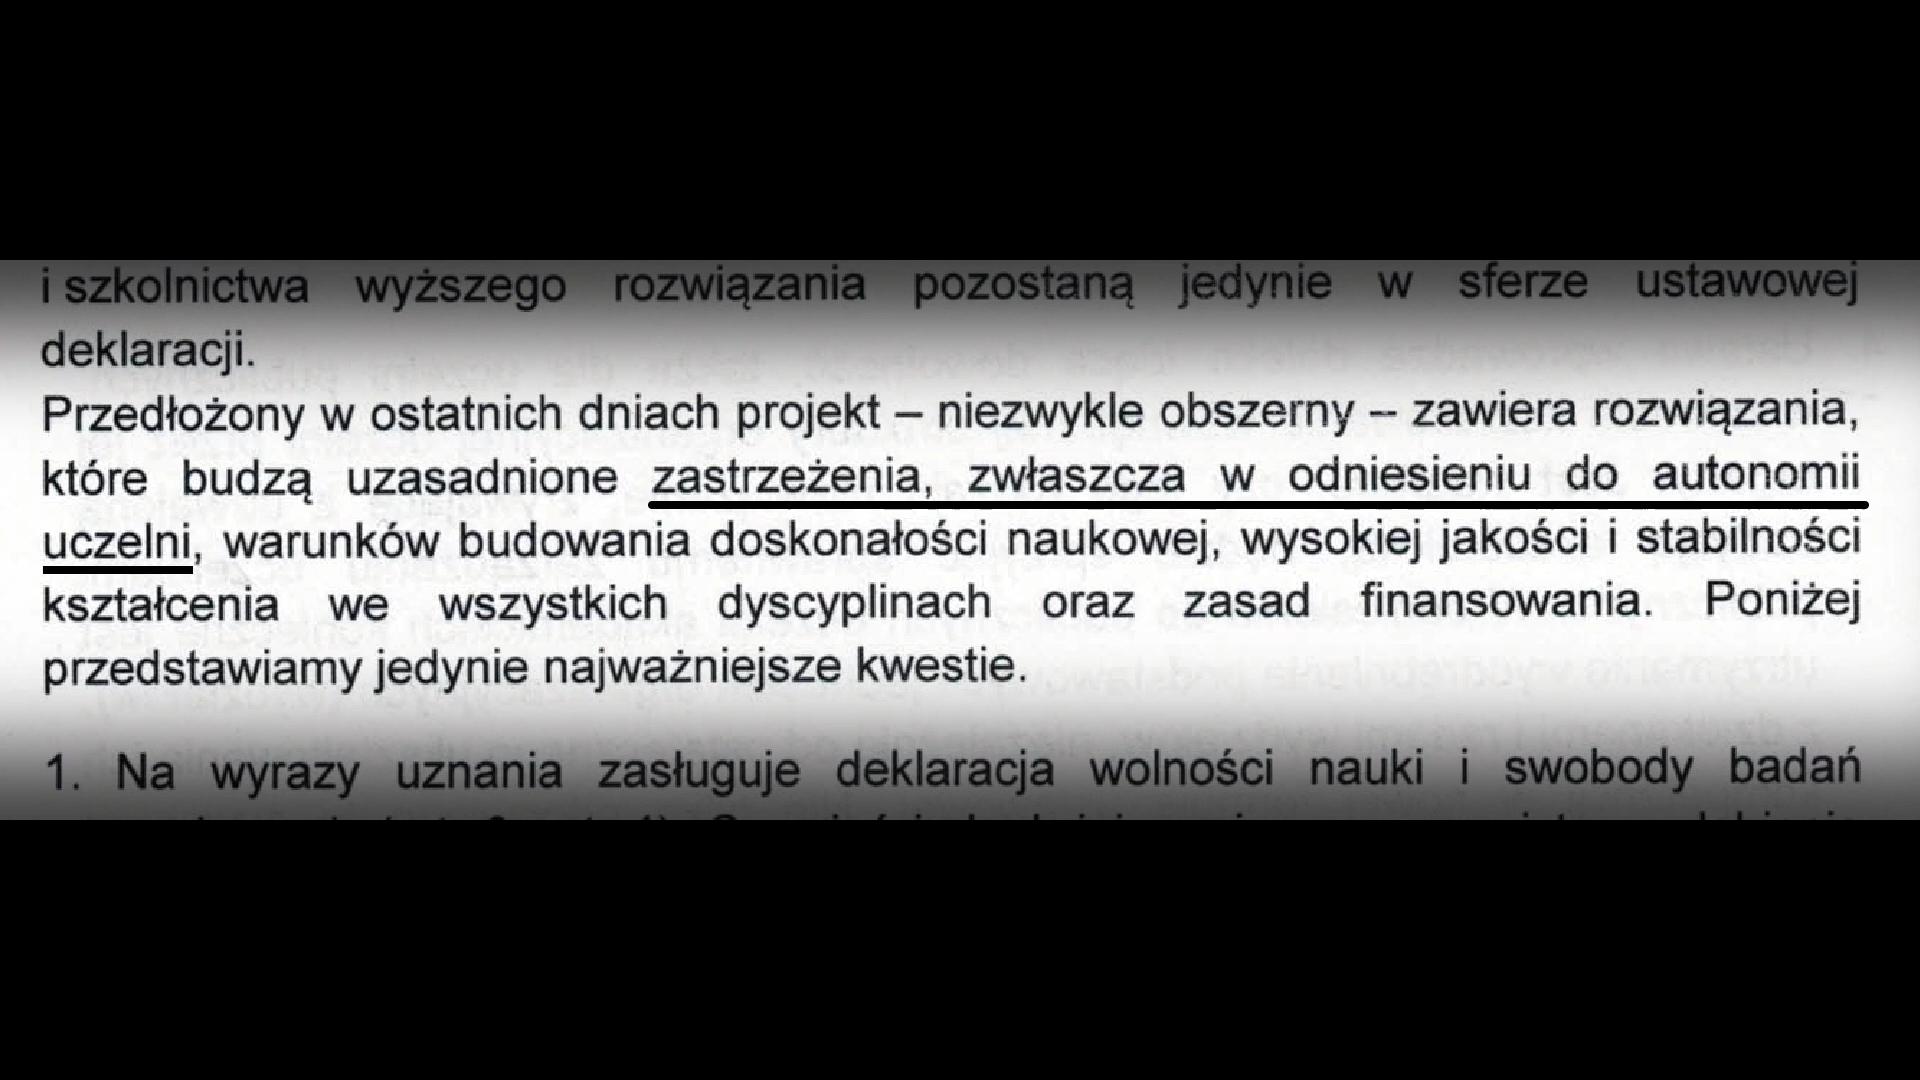 i szkolnictwa wyższego rozwiązania pozostaną jedynie w sferze ustawowej
deklaracji.
Przedłożony w ostatnich dniach projekt – niezwykle obszerny – zawiera rozwiązania,
które budzą uzasadnione zastrzeżenia, zwłaszcza w odniesieniu do autonomii
uczelni, warunków budowania doskonałości naukowej, wysokiej jakości i stabilności
kształcenia we wszystkich dyscyplinach oraz zasad finansowania. Poniżej
przedstawiamy jedynie najważniejsze kwestie.
1. Na wyrazy uznania zasługuje deklaracja wolności nauki i swobody badań